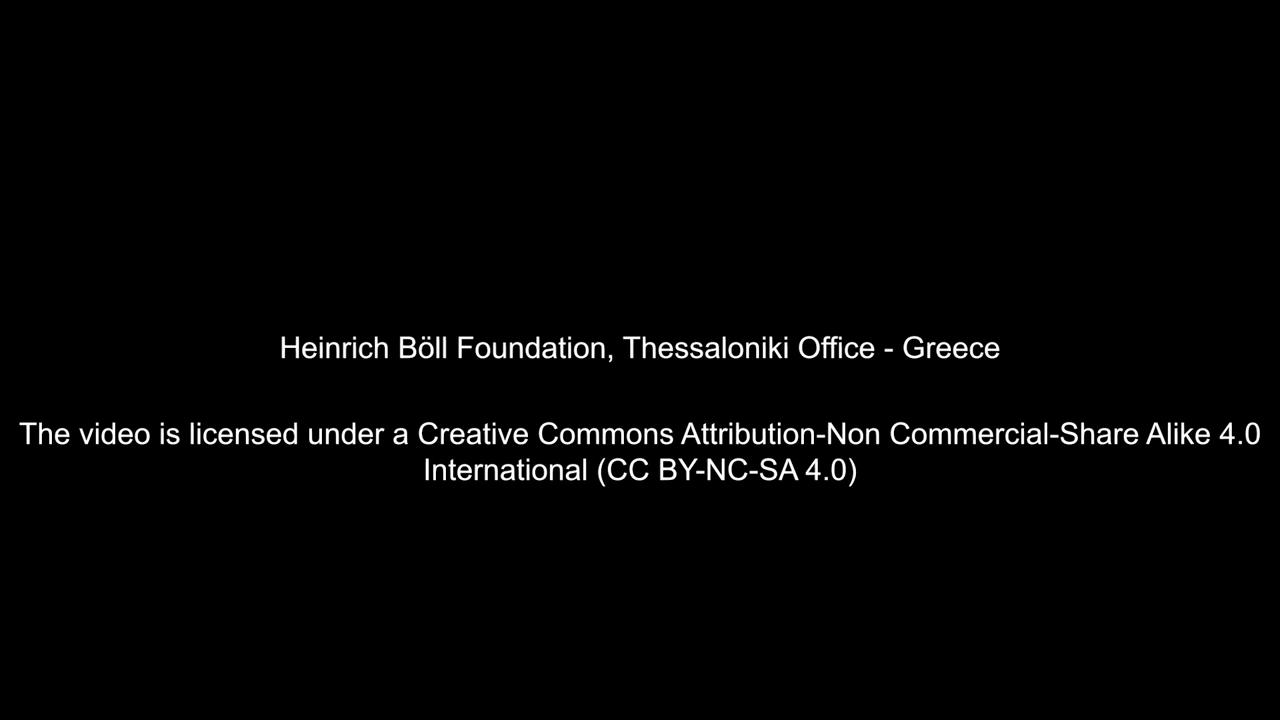 Heinrich Böll Foundation, Thessaloniki Office - Greece
The video is licensed under a Creative Commons Attribution-Non Commercial-Share Alike 4.0
International (CC BY-NC-SA 4.0)